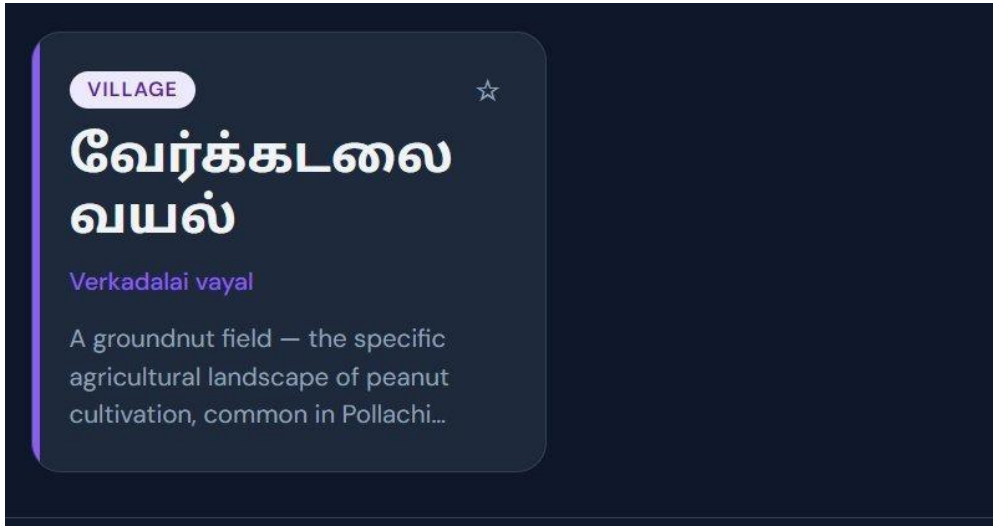 VILLAGE
☆
வேர்க்கடலை
வயல்
Verkadalai vayal
A groundnut field — the specific
agricultural landscape of peanut
cultivation, common in Pollachi...